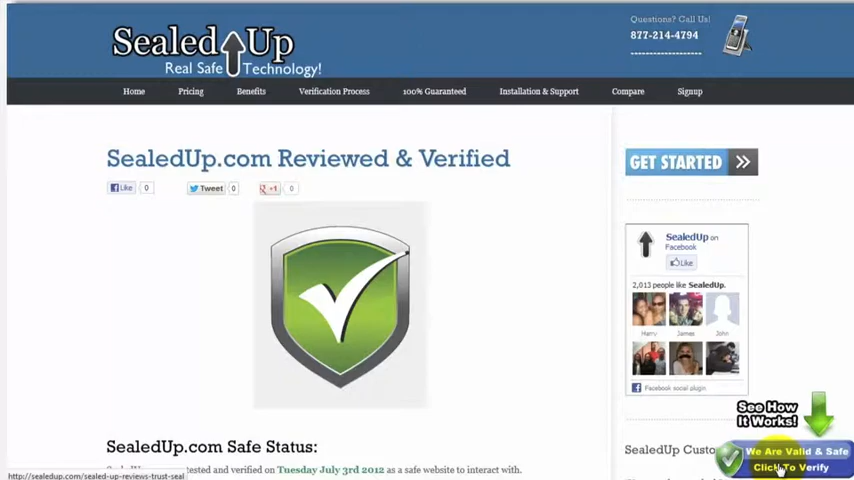 Sealed Up
Real Safe Technology!
Questions? Call Us!
877-214-4794
Home Pricing Benefits Verification Process 100% Guaranteed Installation & Support Compare Signup
SealedUp.com Reviewed & Verified
Like 0 Tweet 0 +1 0
GET STARTED
SealedUp on
Facebook
Like
2,013 people like SealedUp.
Harry James John
Facebook social plugin
See How
It Works!
SealedUp.com Safe Status:
SealedUp Custo
We Are Valid & Safe
Click To Verify
tested and verified on Tuesday July 3rd 2012 as a safe website to interact with.
http://sealedup.com/sealed-up-reviews-trust-seal